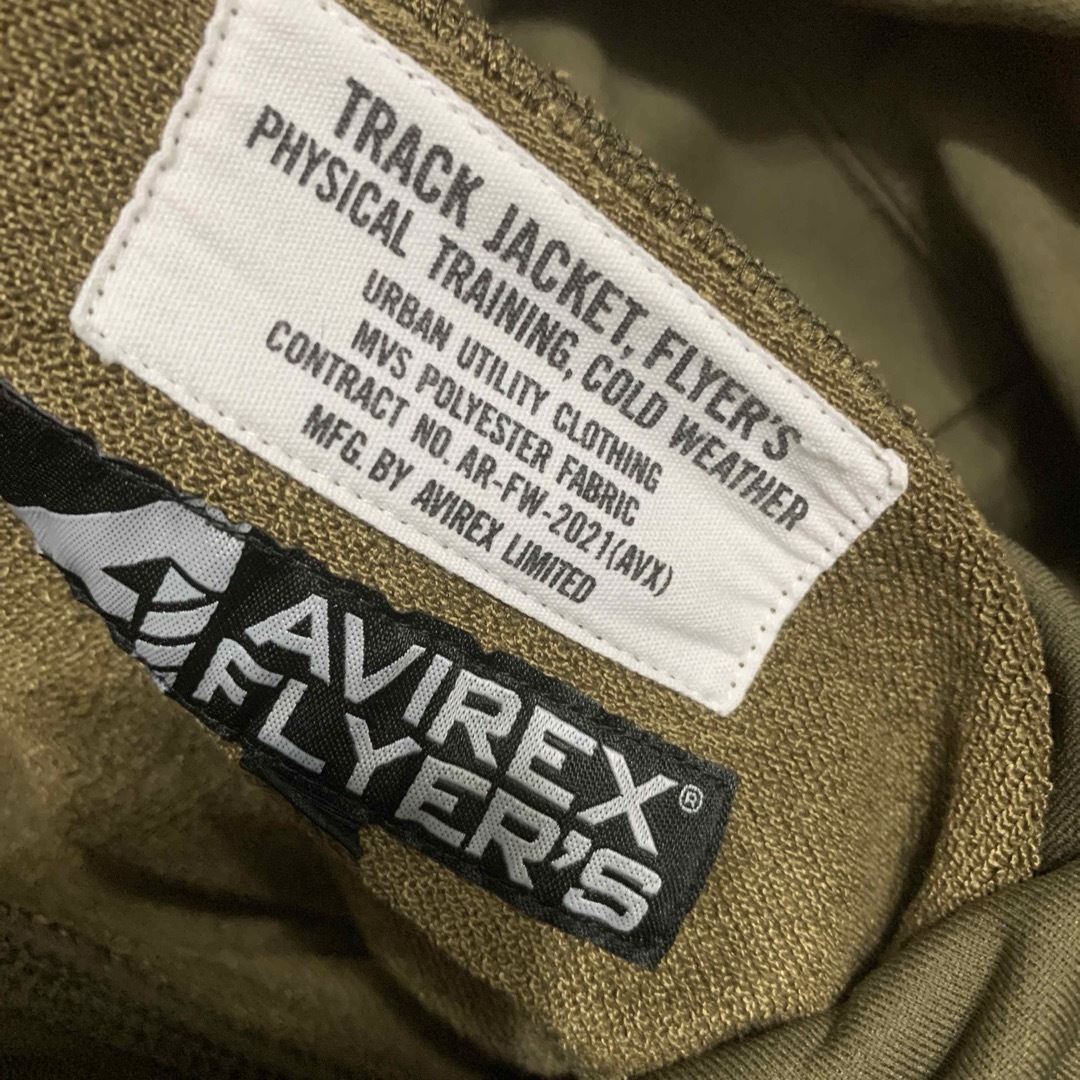 TRACK JACKET, FLYER'S
PHYSICAL TRAINING, COLD WEATHER
URBAN UTILITY CLOTHING
MVS POLYESTER FABRIC
CONTRACT NO. AR-FW-2021(AVX)
MFG. BY AVIREX LIMITED
AVIREX®
FLYER'S